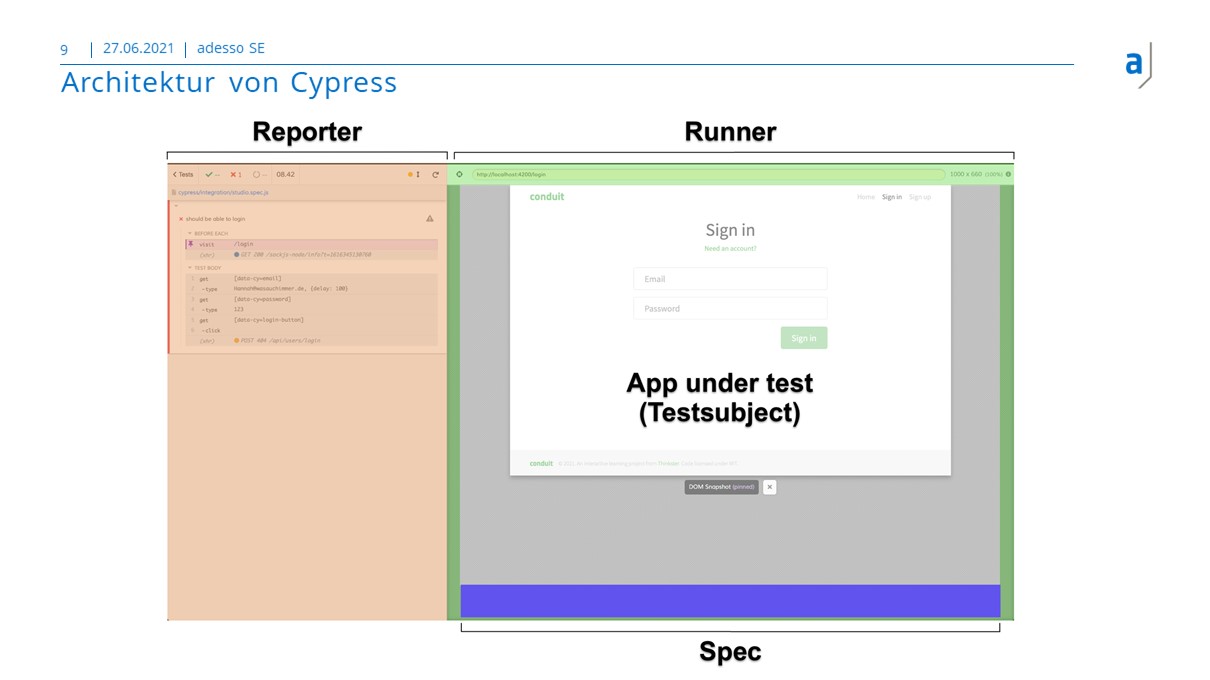 9 | 27.06.2021 | adesso SE
Architektur von Cypress
a
Reporter
Runner
Tests
1
08.42
http://localhost:4200/login
1000 x 660 (100%)
cypress/integration/studio.spec.js
should be able to login
BEFORE EACH
visit /login
(xhr) GET 200 /sockjs-node/info?t=1616345130760
TEST BODY
1 get [data-cy=email]
2 -type Hannah@wasauchimmer.de, {delay: 100}
3 get [data-cy=password]
4 -type 123
5 get [data-cy=login-button]
6 -click
(xhr) POST 404 /api/users/login
conduit
Home Sign in Sign up
Sign in
Need an account?
Email
Password
Sign in
App under test
(Testsubject)
conduit
DOM Snapshot (pinned) ×
Spec